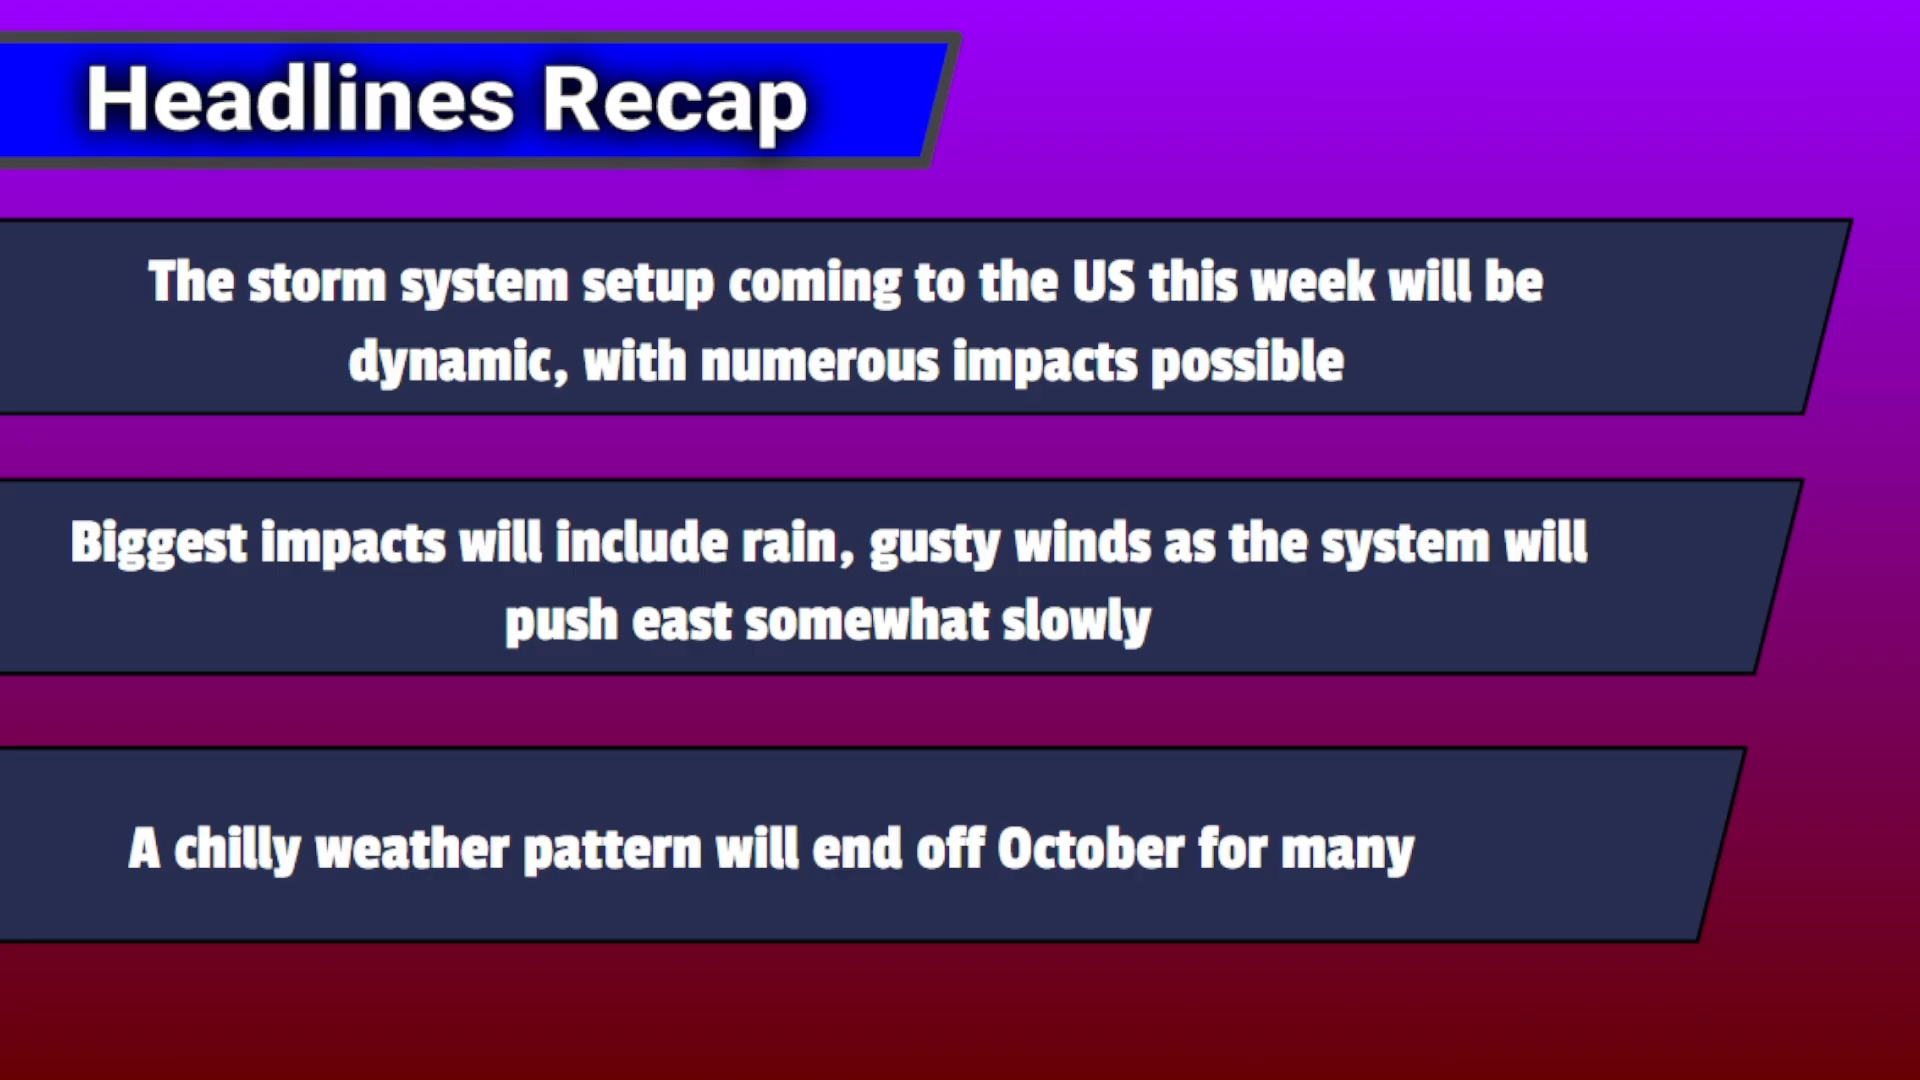 Headlines Recap
The storm system setup coming to the US this week will be
dynamic, with numerous impacts possible
Biggest impacts will include rain, gusty winds as the system will
push east somewhat slowly
A chilly weather pattern will end off October for many